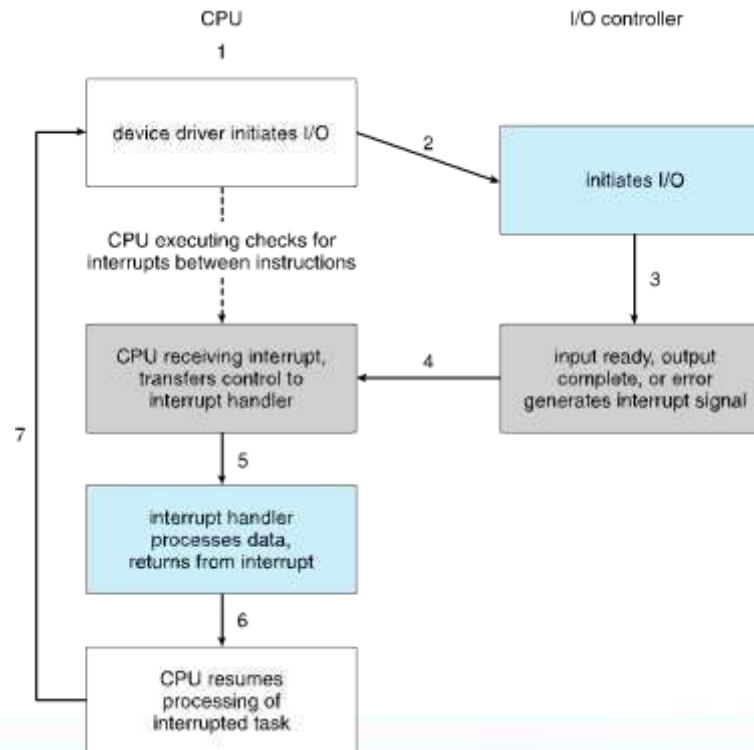 CPU
I/O controller
1
device driver initiates I/O
2
initiates I/O
CPU executing checks for
interrupts between instructions
3
CPU receiving interrupt,
transfers control to
interrupt handler
4
input ready, output
complete, or error
generates interrupt signal
7
5
interrupt handler
processes data,
returns from interrupt
6
CPU resumes
processing of
interrupted task